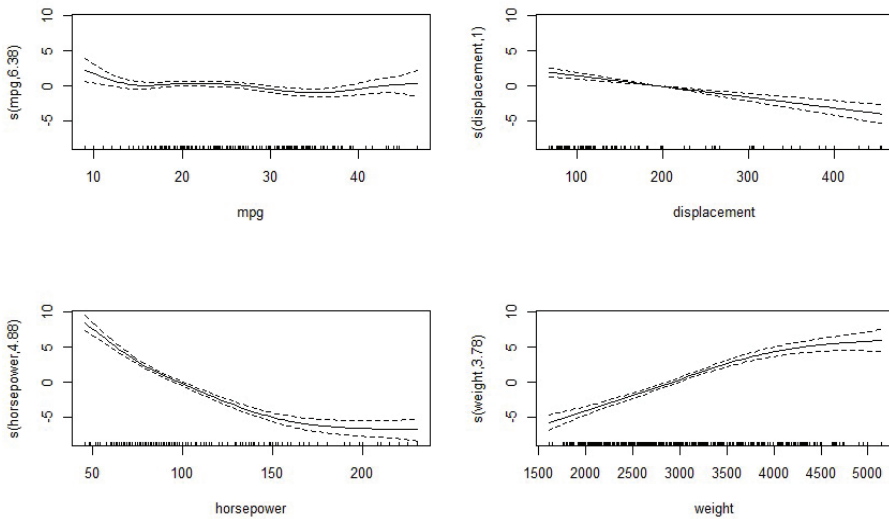 s(mpg,6.38)
-5 0 5 10
10 20 30 40
mpg
s(displacement,1)
-5 0 5 10
100 200 300 400
displacement
s(horsepower,4.88)
-5 0 5 10
50 100 150 200
horsepower
s(weight,3.78)
-5 0 5 10
1500 2000 2500 3000 3500 4000 4500 5000
weight